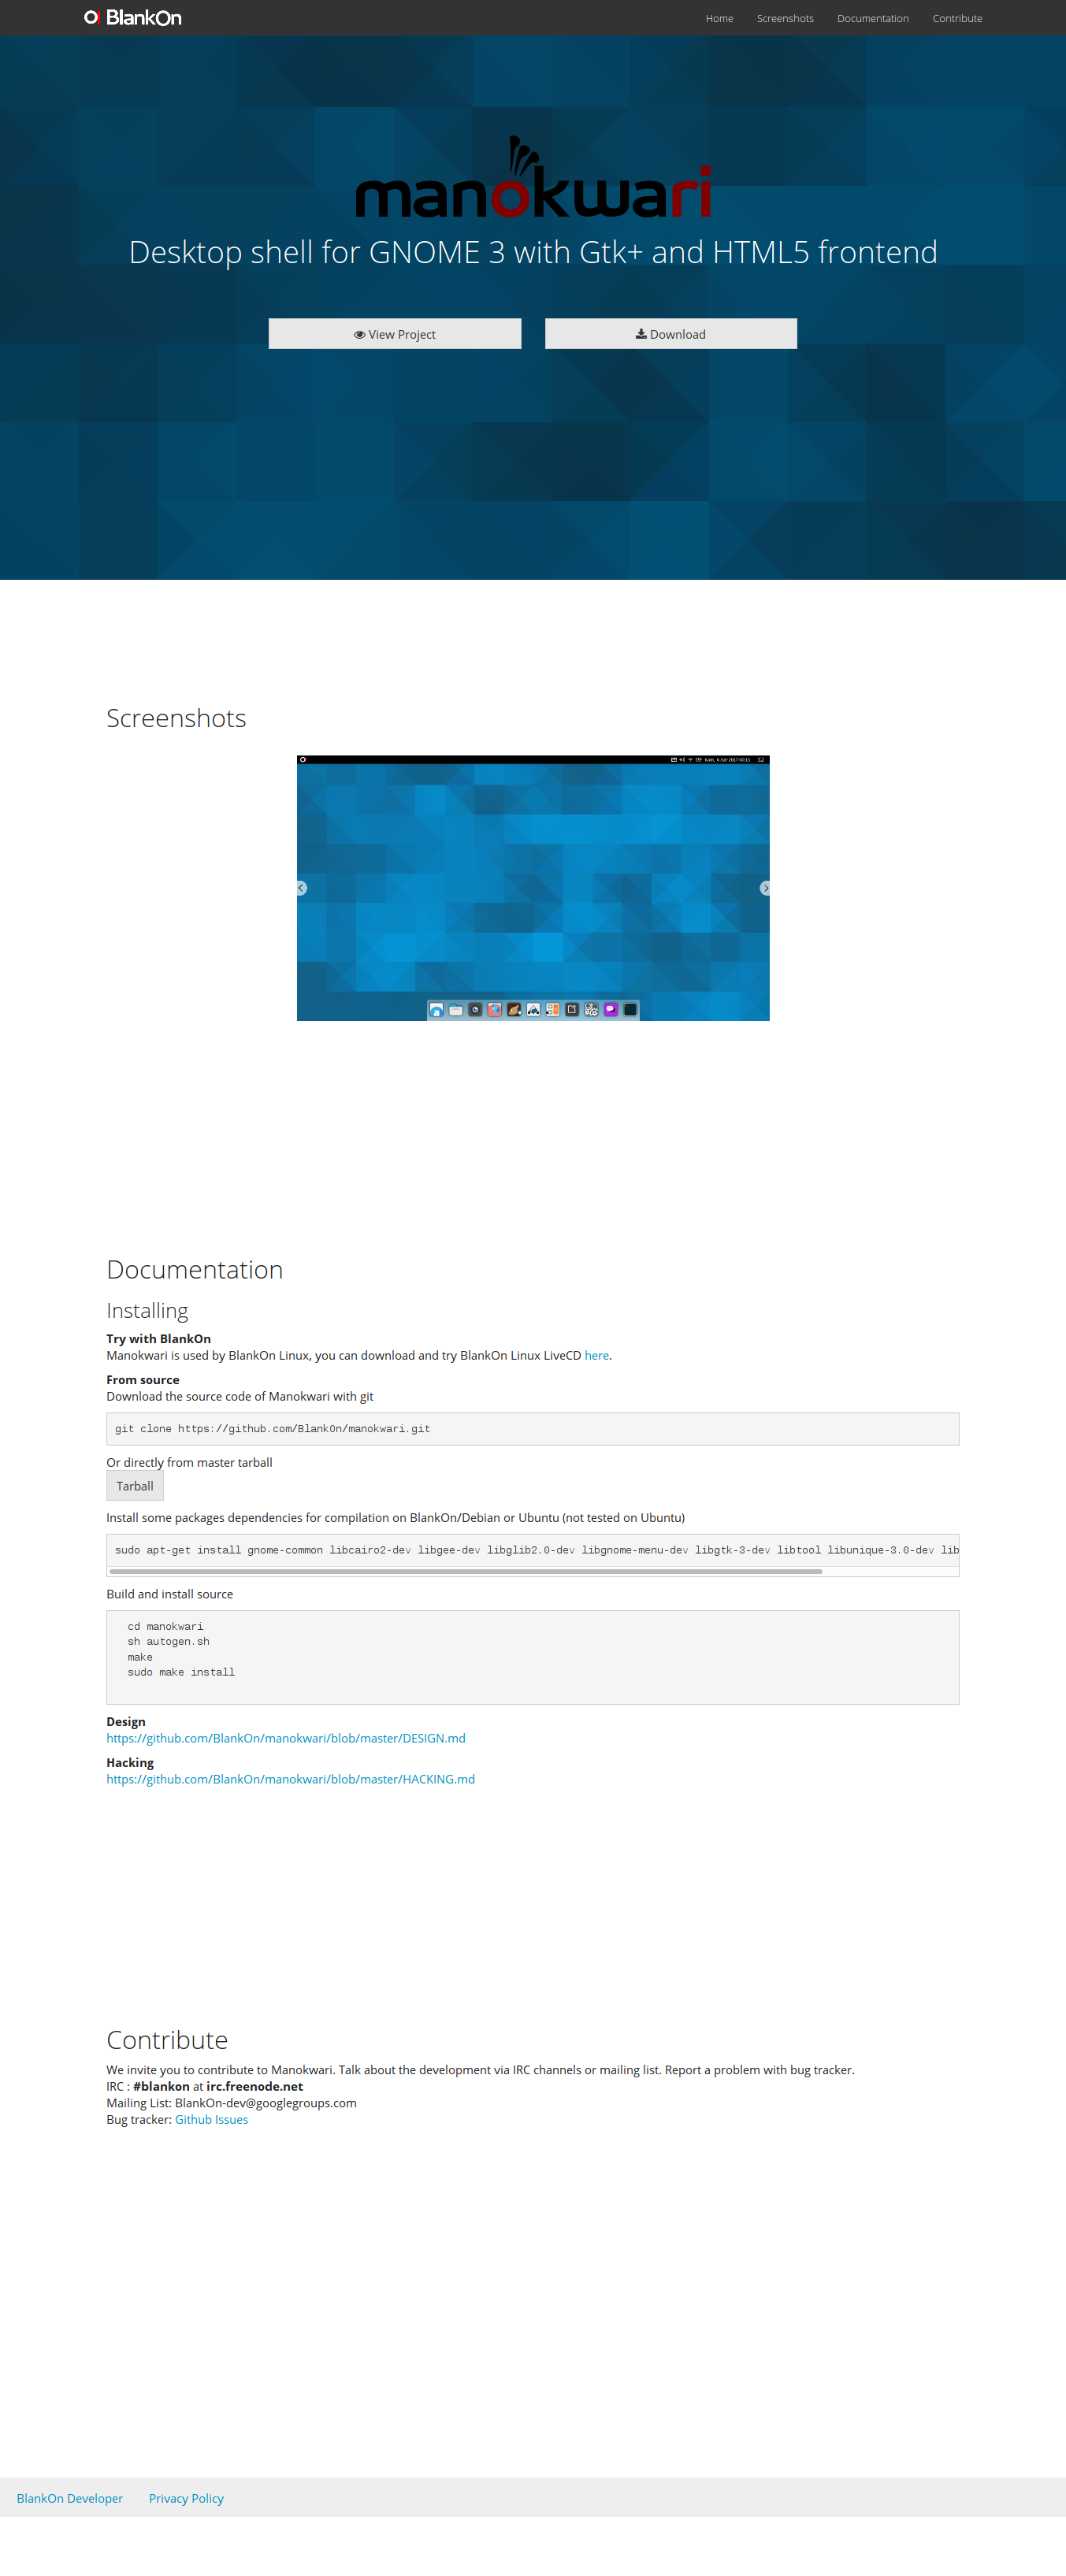 BlankOn
Home
Screenshots
Documentation
Contribute
manokwari
Desktop shell for GNOME 3 with Gtk+ and HTML5 frontend
View Project
Download
Screenshots
Documentation
Installing
Try with BlankOn
Manokwari is used by BlankOn Linux, you can download and try BlankOn Linux LiveCD here.
From source
Download the source code of Manokwari with git
git clone https://github.com/BlankOn/manokwari.git
Or directly from master tarball
Tarball
Install some packages dependencies for compilation on BlankOn/Debian or Ubuntu (not tested on Ubuntu)
sudo apt-get install gnome-common libcairo2-dev libgee-dev libglib2.0-dev libgnome-menu-dev libgtk-3-dev libtool libunique-3.0-dev lib
Build and install source
cd manokwari
sh autogen.sh
make
sudo make install
Design
https://github.com/BlankOn/manokwari/blob/master/DESIGN.md
Hacking
https://github.com/BlankOn/manokwari/blob/master/HACKING.md
Contribute
We invite you to contribute to Manokwari. Talk about the development via IRC channels or mailing list. Report a problem with bug tracker.
IRC : #blankon at irc.freenode.net
Mailing List: BlankOn-dev@googlegroups.com
Bug tracker: Github Issues
BlankOn Developer
Privacy Policy